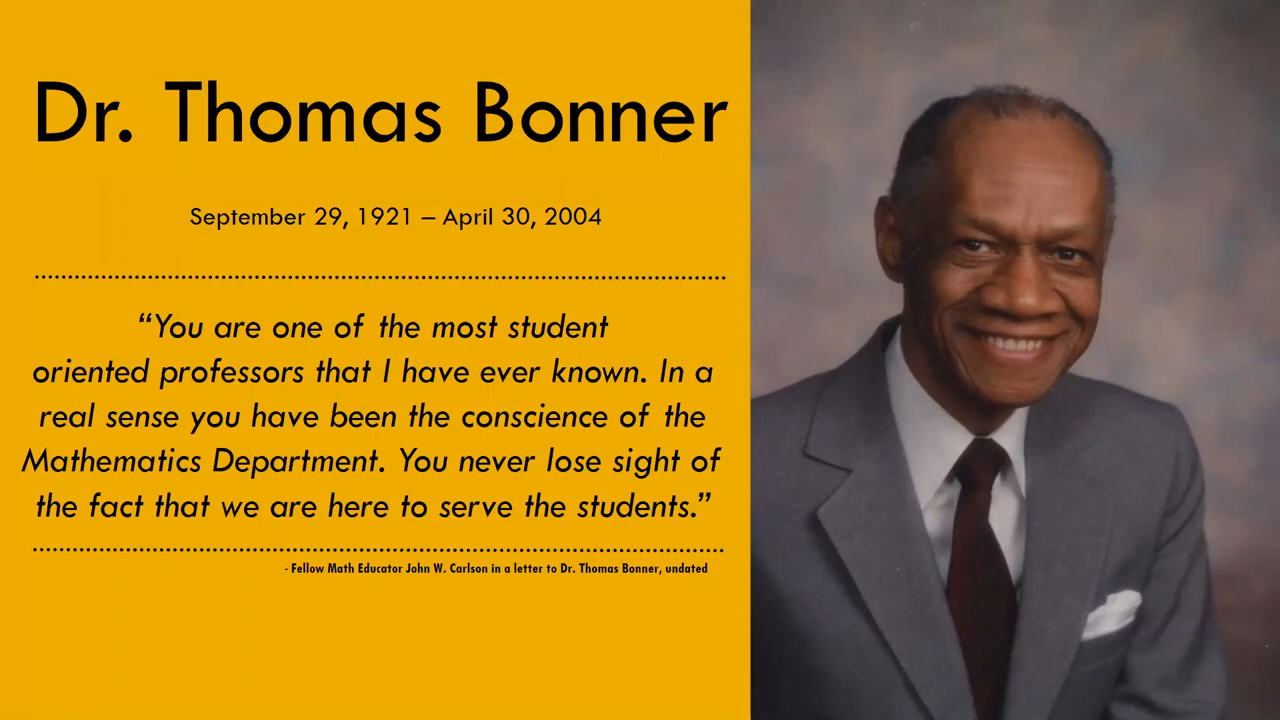 Dr. Thomas Bonner
September 29, 1921 – April 30, 2004
“You are one of the most student
oriented professors that I have ever known. In a
real sense you have been the conscience of the
Mathematics Department. You never lose sight of
the fact that we are here to serve the students.”
- Fellow Math Educator John W. Carlson in a letter to Dr. Thomas Bonner, undated